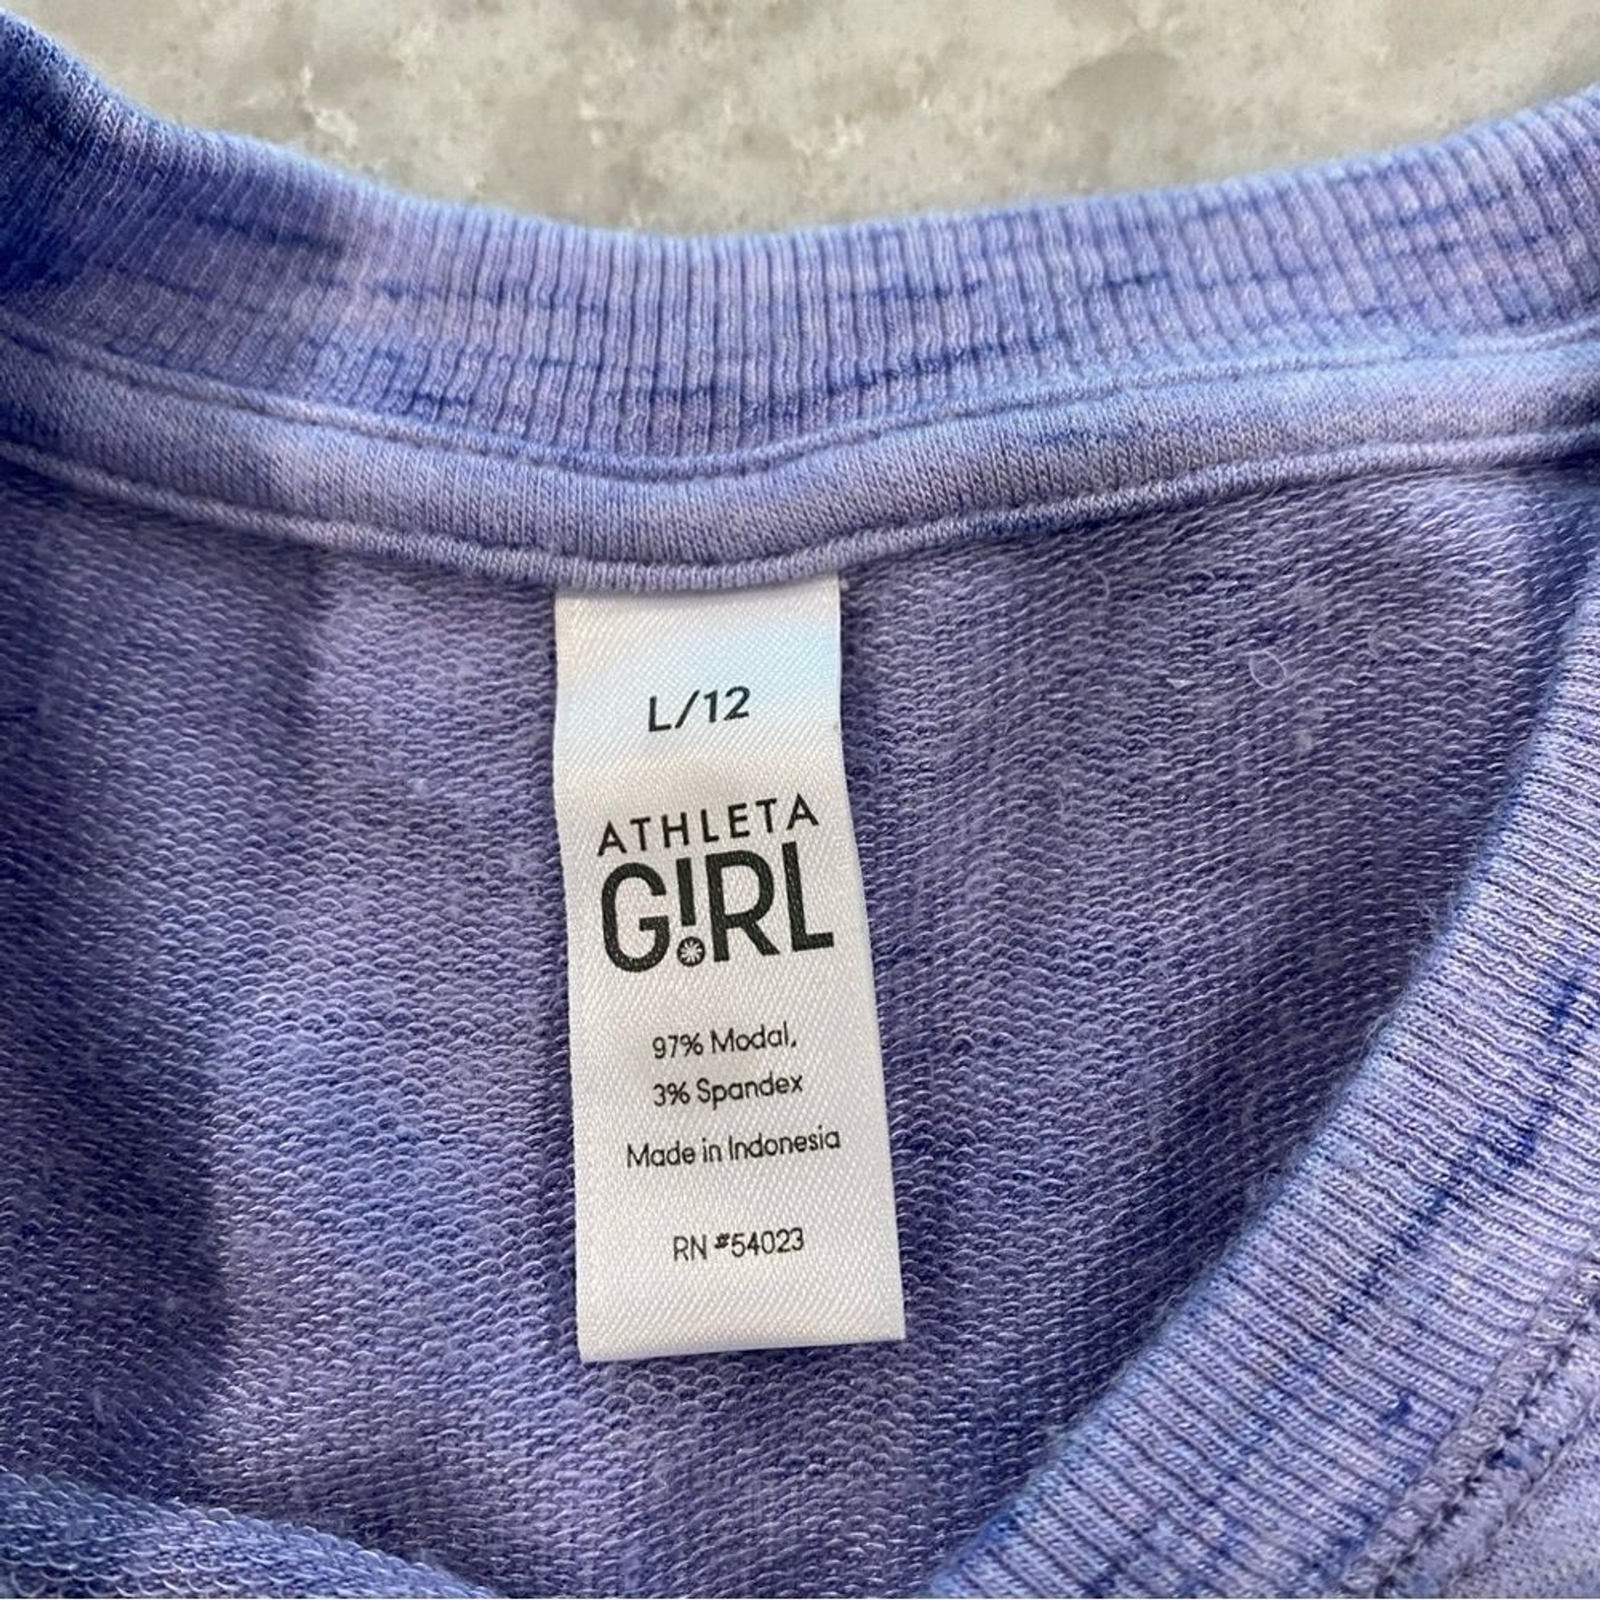 L/12
ATHLETA
G!RL
97% Modal,
3% Spandex
Made in Indonesia
RN #54023